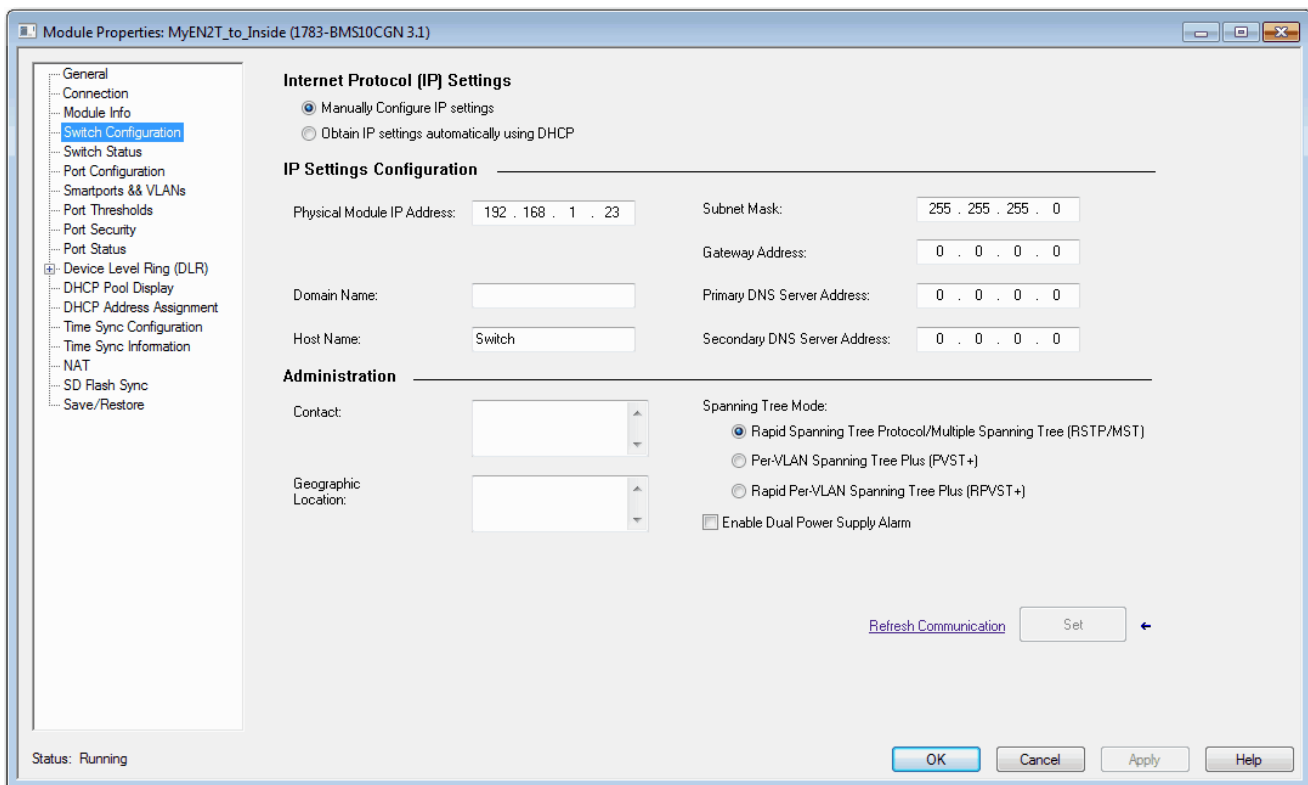 Module Properties: MyEN2T_to_Inside (1783-BMS10CGN 3.1)
General
Connection
Module Info
Switch Configuration
Switch Status
Port Configuration
Smartports && VLANs
Port Thresholds
Port Security
Port Status
Device Level Ring (DLR)
DHCP Pool Display
DHCP Address Assignment
Time Sync Configuration
Time Sync Information
NAT
SD Flash Sync
Save/Restore
Internet Protocol (IP) Settings
Manually Configure IP settings
Obtain IP settings automatically using DHCP
IP Settings Configuration
Physical Module IP Address: 192 . 168 . 1 . 23
Subnet Mask: 255 . 255 . 255 . 0
Gateway Address: 0 . 0 . 0 . 0
Domain Name:
Primary DNS Server Address: 0 . 0 . 0 . 0
Host Name: Switch
Secondary DNS Server Address: 0 . 0 . 0 . 0
Administration
Contact:
Geographic
Location:
Spanning Tree Mode:
Rapid Spanning Tree Protocol/Multiple Spanning Tree (RSTP/MST)
Per-VLAN Spanning Tree Plus (PVST+)
Rapid Per-VLAN Spanning Tree Plus (RPVST+)
Enable Dual Power Supply Alarm
Refresh Communication Set
Status: Running
OK Cancel Apply Help